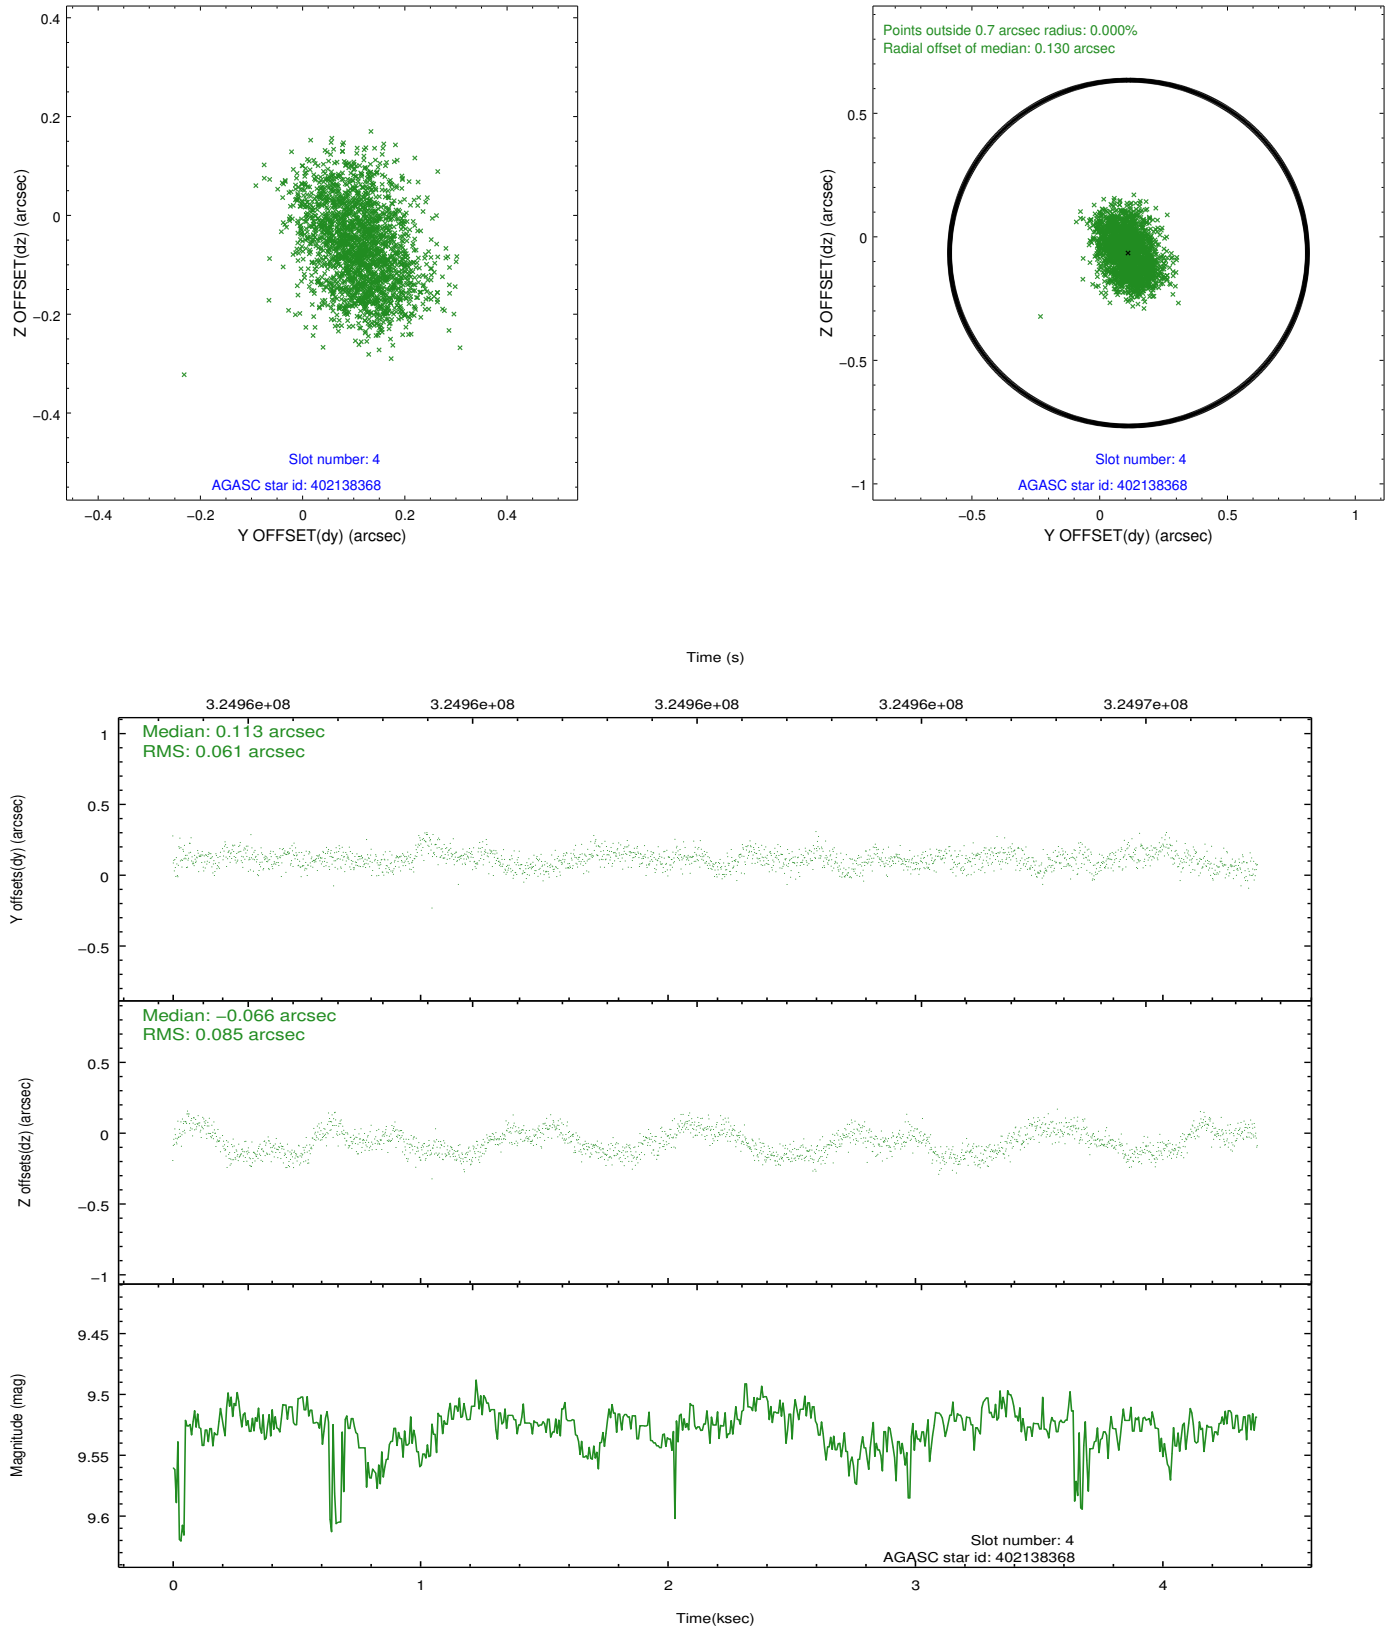 0.4
0.2
0
−0.2
−0.4
Z OFFSET(dz) (arcsec)
Slot number: 4
AGASC star id: 402138368
−0.4
−0.2
0
0.2
0.4
Y OFFSET(dy) (arcsec)
Points outside 0.7 arcsec radius: 0.000%
Radial offset of median: 0.130 arcsec
0.5
0
−0.5
−1
Z OFFSET(dz) (arcsec)
Slot number: 4
AGASC star id: 402138368
−0.5
0
0.5
1
Y OFFSET(dy) (arcsec)
Time (s)
3.2496e+08
3.2496e+08
3.2496e+08
3.2496e+08
3.2497e+08
Median: 0.113 arcsec
RMS: 0.061 arcsec
1
0.5
0
−0.5
Y offsets(dy) (arcsec)
Median: −0.066 arcsec
RMS: 0.085 arcsec
0.5
0
−0.5
−1
Z offsets(dz) (arcsec)
9.45
9.5
9.55
9.6
Magnitude (mag)
Slot number: 4
AGASC star id: 402138368
0
1
2
3
4
Time(ksec)